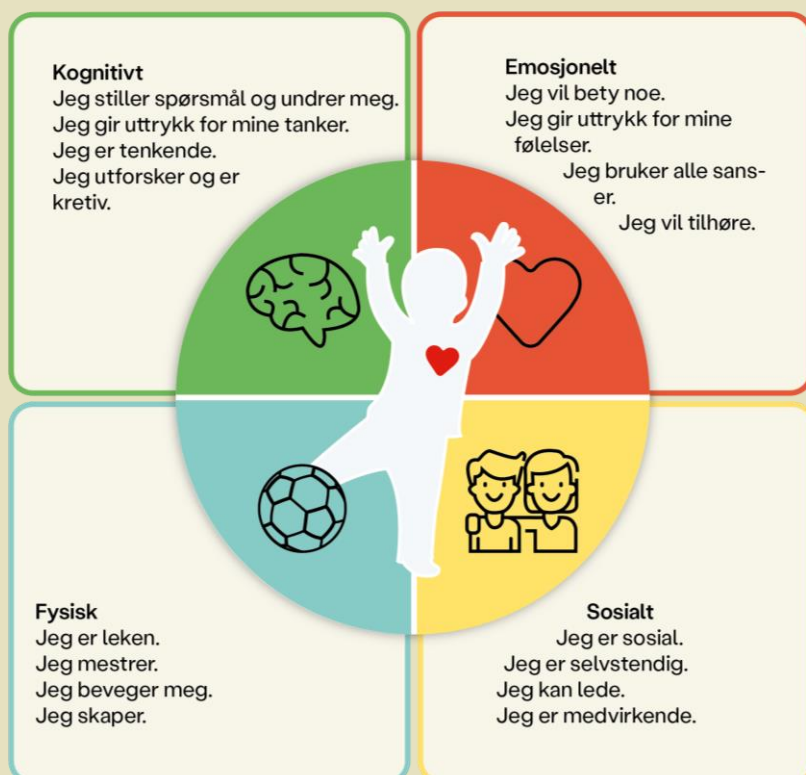 Kognitivt
Jeg stiller spørsmål og undrer meg.
Jeg gir uttrykk for mine tanker.
Jeg er tenkende.
Jeg utforsker og er
kretiv.
Emosjonelt
Jeg vil bety noe.
Jeg gir uttrykk for mine
følelser.
Jeg bruker alle sans-
er.
Jeg vil tilhøre.
Fysisk
Jeg er leken.
Jeg mestrer.
Jeg beveger meg.
Jeg skaper.
Sosialt
Jeg er sosial.
Jeg er selvstendig.
Jeg kan lede.
Jeg er medvirkende.